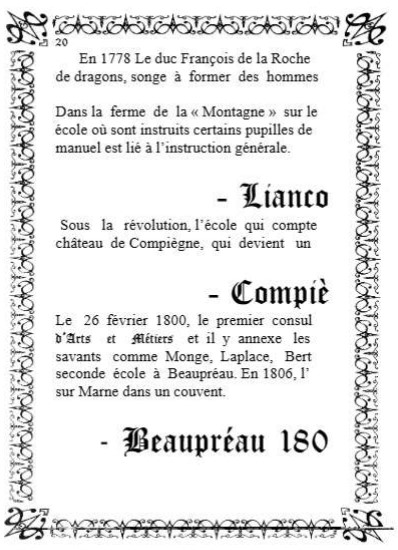 20
En 1778 Le duc François de la Roche
de dragons, songe à former des hommes
Dans la ferme de la « Montagne » sur le
école où sont instruits certains pupilles de
manuel est lié à l'instruction générale.
- Lianco
Sous la révolution, l'école qui compte
château de Compiègne, qui devient un
- Compiè
Le 26 février 1800, le premier consul
d'Arts et Métiers et il y annexe les
savants comme Monge, Laplace, Bert
seconde école à Beaupréau. En 1806, l'
sur Marne dans un couvent.
- Beaupréau 180